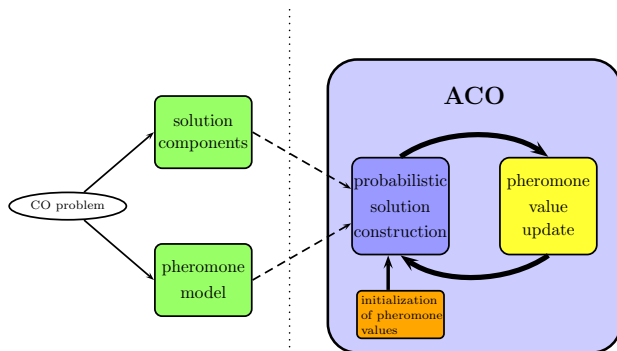 CO problem
solution
components
pheromone
model
ACO
probabilistic
solution
construction
pheromone
value
update
initialization
of pheromone
values